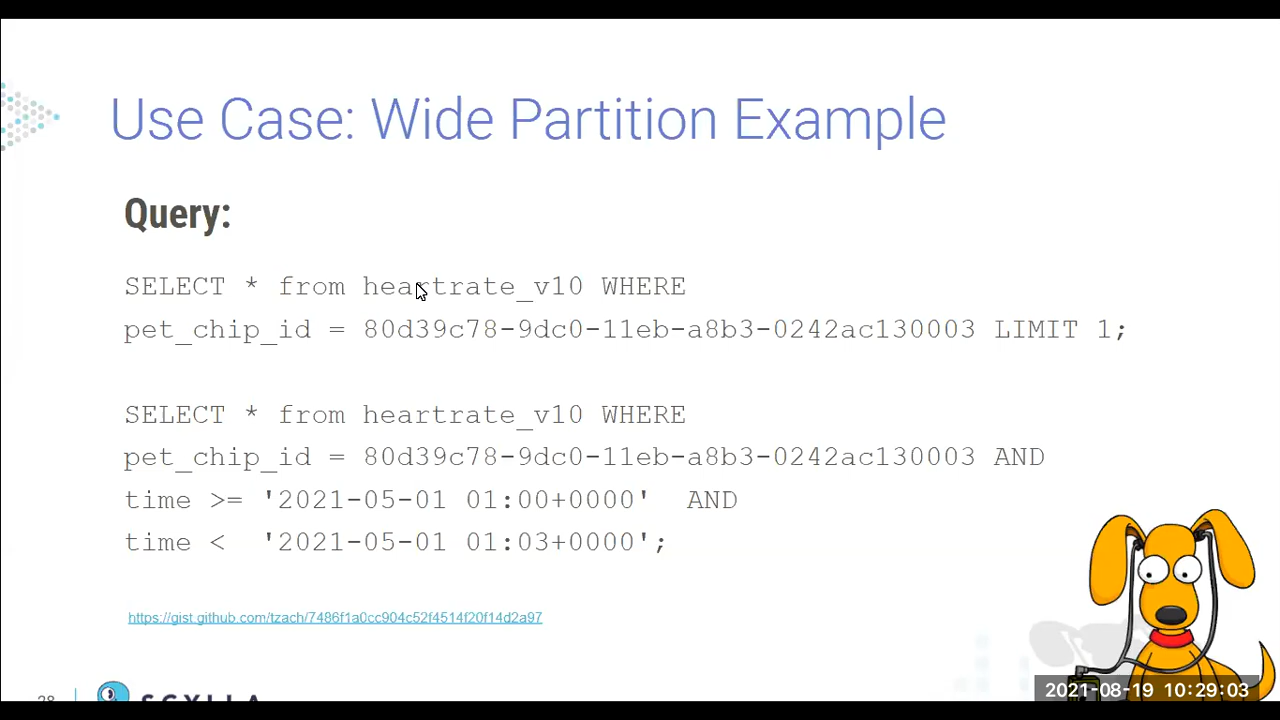 Use Case: Wide Partition Example
Query:
SELECT * from heartrate_v10 WHERE
pet_chip_id = 80d39c78-9dc0-11eb-a8b3-0242ac130003 LIMIT 1;
SELECT * from heartrate_v10 WHERE
pet_chip_id = 80d39c78-9dc0-11eb-a8b3-0242ac130003 AND
time >= '2021-05-01 01:00+0000' AND
time < '2021-05-01 01:03+0000';
https://gist.github.com/tzach/7486f1a0cc904c52f4514f20f14d2a97
28
SCYLLA
2021-08-19 10:29:03